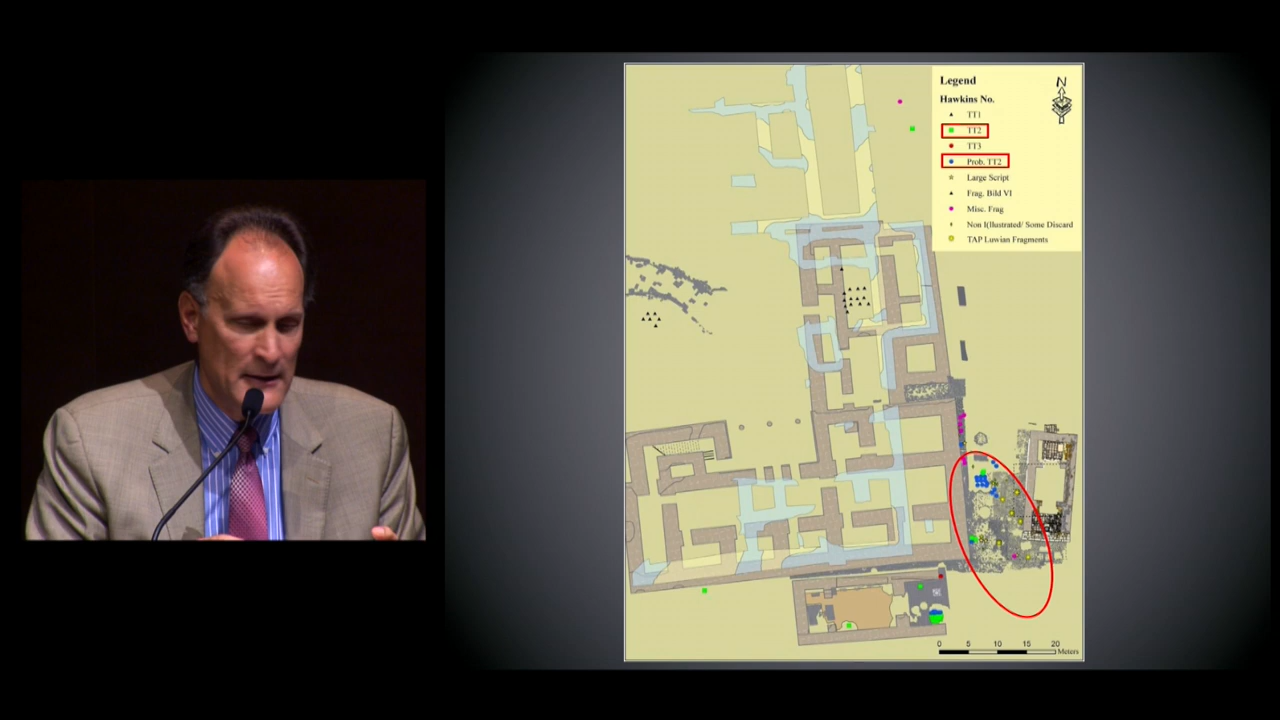 Legend
N
Hawkins No.
TT1
TT2
TT3
Prob. TT2
Large Script
Frag. Bild VI
Misc. Frag
Non I(llustrated/ Some Discard
TAP Luwian Fragments
0 5 10 15 20
Meters